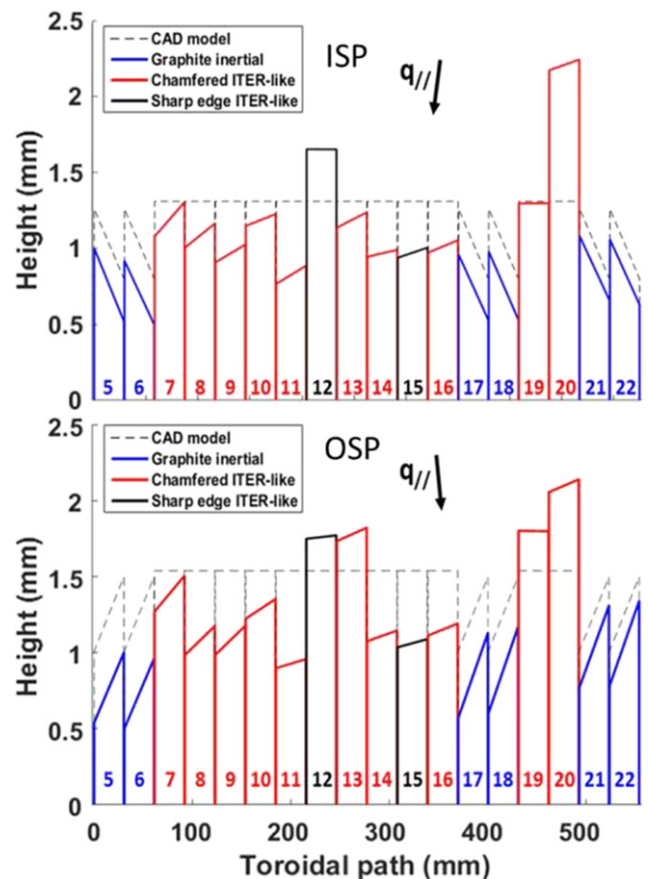 2.5
CAD model
Graphite inertial
Chamfered ITER-like
Sharp edge ITER-like
ISP
q//
2
1.5
1
0.5
0
Height (mm)
5 6 7 8 9 10 11 12 13 14 15 16 17 18 19 20 21 22
2.5
CAD model
Graphite inertial
Chamfered ITER-like
Sharp edge ITER-like
OSP
q//
2
1.5
1
0.5
0
Height (mm)
5 6 7 8 9 10 11 12 13 14 15 16 17 18 19 20 21 22
0 100 200 300 400 500
Toroidal path (mm)